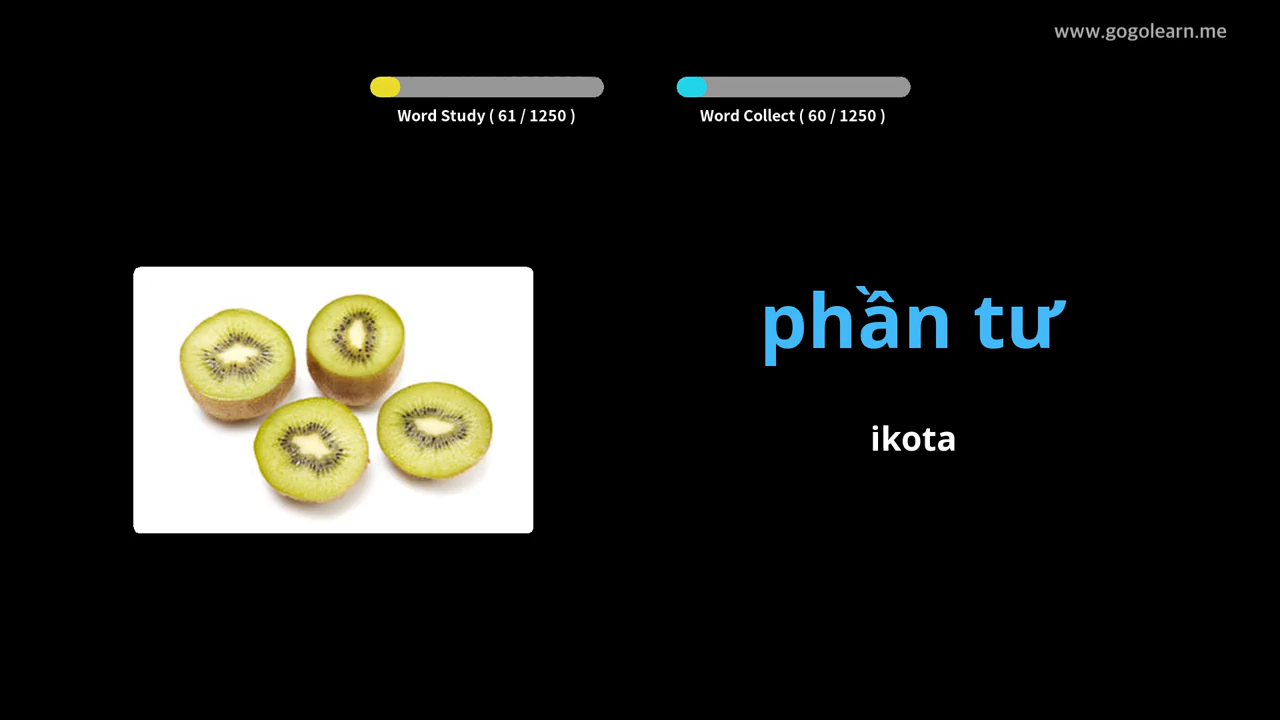 www.gogolearn.me
Word Study ( 61 / 1250 )
Word Collect ( 60 / 1250 )
phần tư
ikota